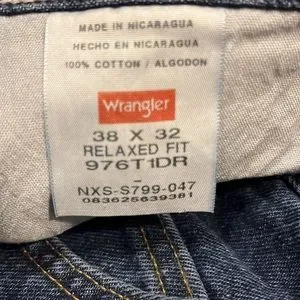 MADE IN NICARAGUA
HECHO EN NICARAGUA
100% COTTON / ALGODON
Wrangler
38 X 32
RELAXED FIT
976T1DR
-
NXS-S799-047
083625639381